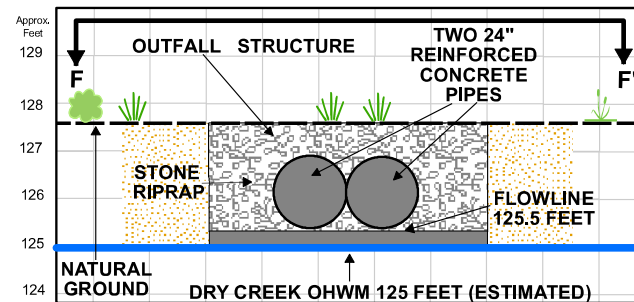 Approx.
Feet
129
128
127
126
125
124
F
F'
OUTFALL STRUCTURE
TWO 24"
REINFORCED
CONCRETE
PIPES
STONE
RIPRAP
FLOWLINE
125.5 FEET
NATURAL
GROUND
DRY CREEK OHWM 125 FEET (ESTIMATED)